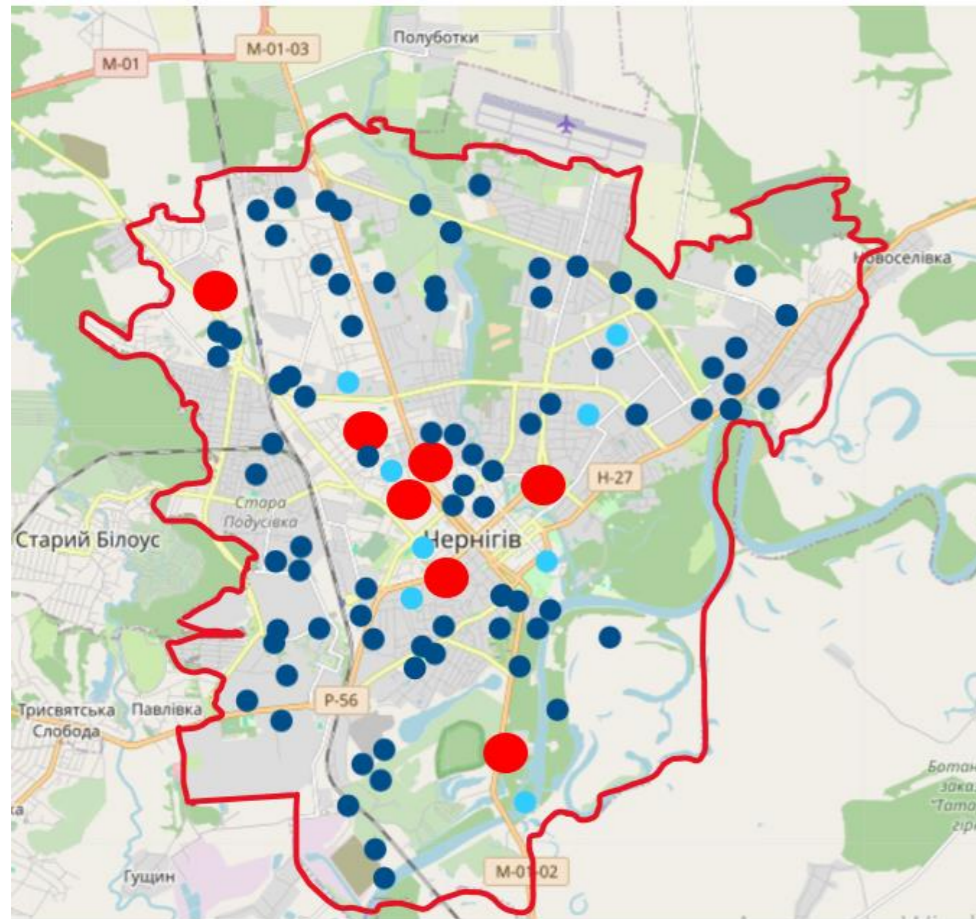 Полуботки
М-01-03
М-01
Новоселівка
Н-27
Стара
Подусівка
Старий Білоус
Чернігів
Р-56
Трисвятська
Слобода
Павлівка
Гущин
М-01-02